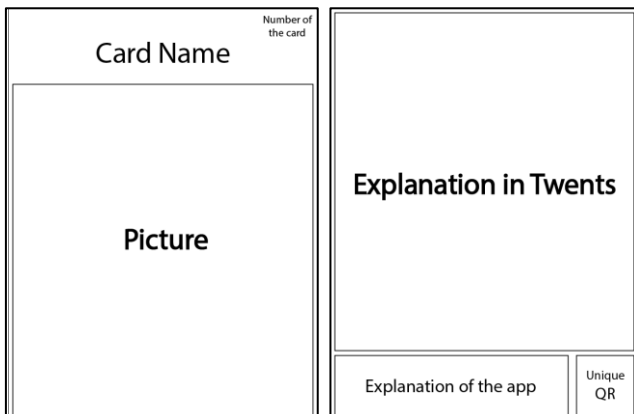 Number of
the card
Card Name
Picture
Explanation in Twents
Explanation of the app
Unique
QR